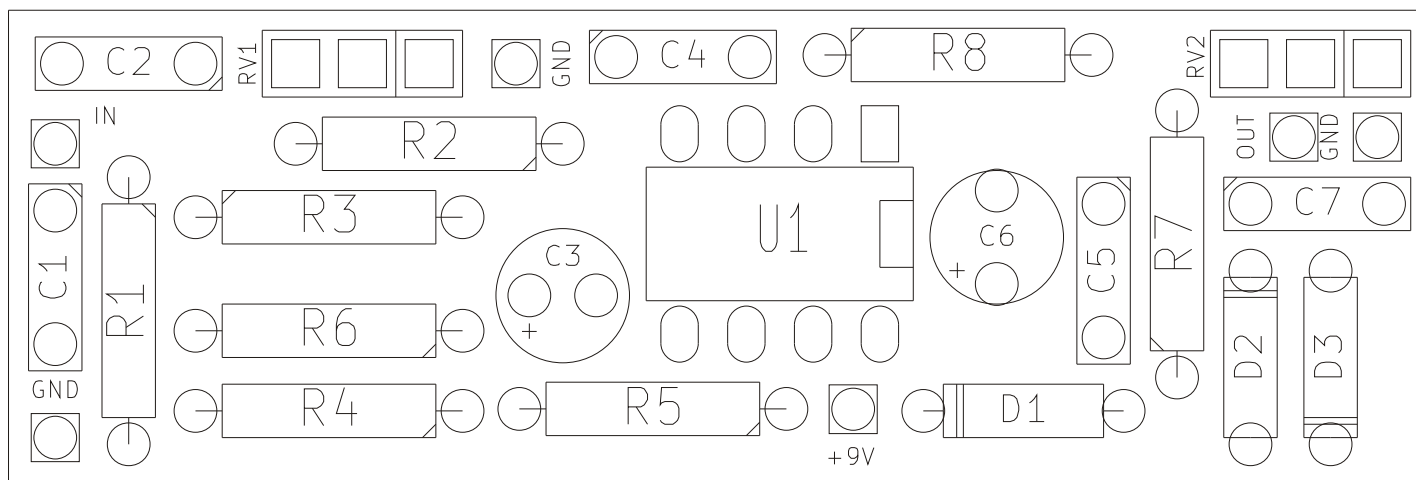 C2
RV1
GND
C4
R8
RV2
IN
R2
OUT
GND
R3
U1
C6
+
C7
C1
R1
C3
+
C5
R7
R6
D2
D3
GND
R4
R5
D1
+9V